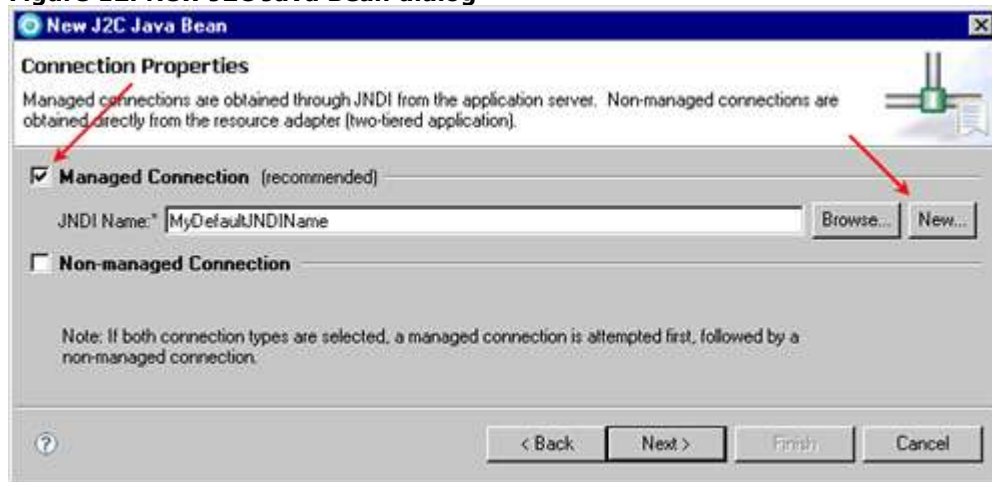 New J2C Java Bean
Connection Properties
Managed connections are obtained through JNDI from the application server. Non-managed connections are
obtained directly from the resource adapter (two-tiered application).
Managed Connection (recommended)
JNDI Name:* MyDefaultJNDIName Browse... New...
Non-managed Connection
Note: If both connection types are selected, a managed connection is attempted first, followed by a
non-managed connection.
< Back Next > Finish Cancel